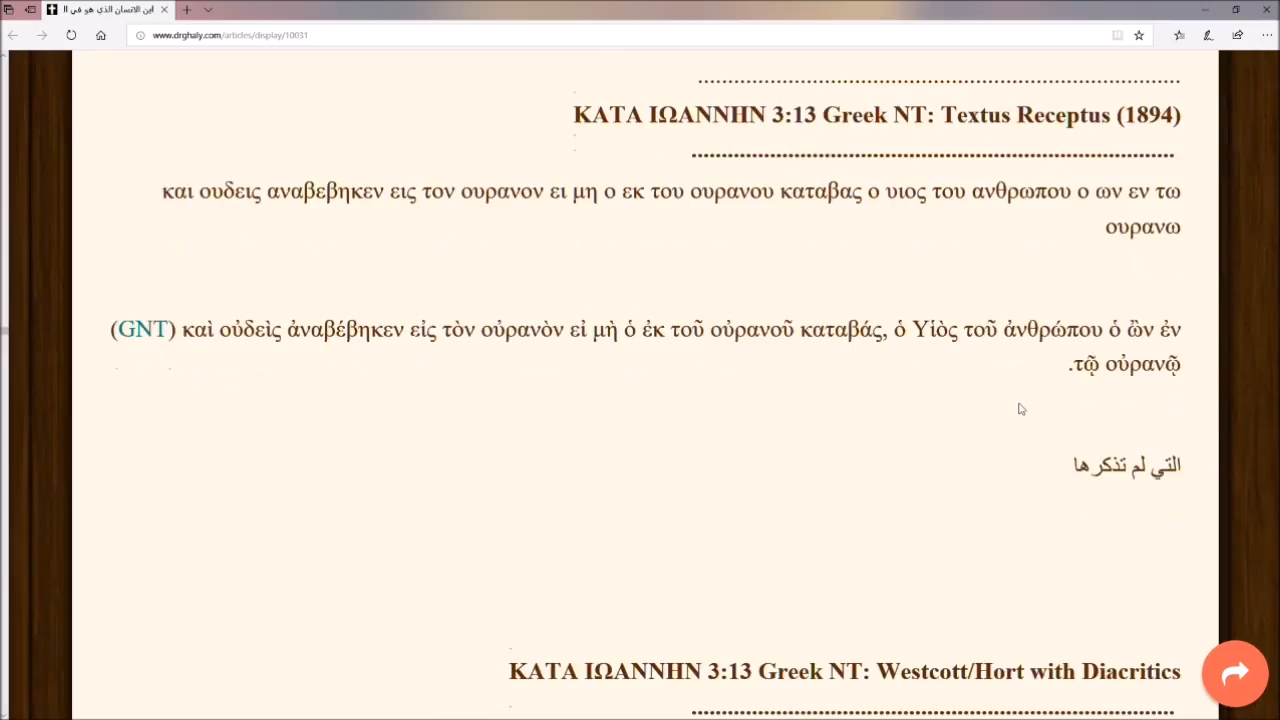 اين الانسان الذي هو في ال
www.drghaly.com/articles/display/10031
................................................................................
ΚΑΤΑ ΙΩΑΝΝΗΝ 3:13 Greek NT: Textus Receptus (1894)
................................................................................
και ουδεις αναβεβηκεν εις τον ουρανον ει μη ο εκ του ουρανου καταβας ο υιος του ανθρωπου ο ων εν τω
ουρανω
(GNT) καὶ οὐδεὶς ἀναβέβηκεν εἰς τὸν οὐρανὸν εἰ μὴ ὁ ἐκ τοῦ οὐρανοῦ καταβάς, ὁ Υἱὸς τοῦ ἀνθρώπου ὁ ὢν ἐν
τῷ οὐρανῷ.
التي لم تذكرها
ΚΑΤΑ ΙΩΑΝΝΗΝ 3:13 Greek NT: Westcott/Hort with Diacritics
................................................................................